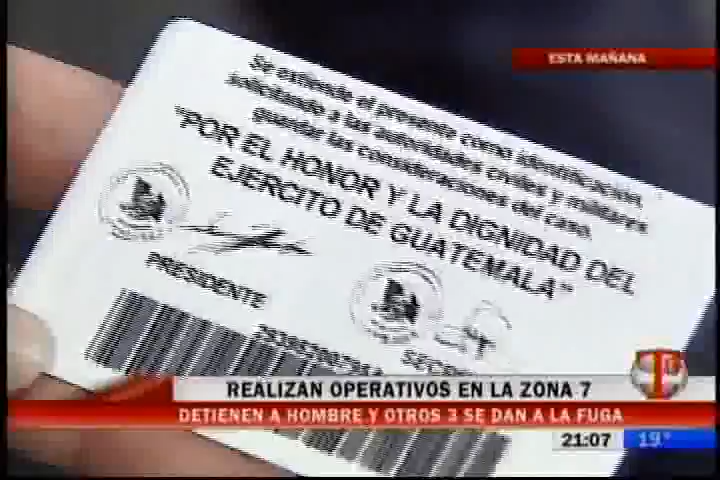 ESTA MAÑANA
Se extiende el presente como identificación,
solicitando a las autoridades civiles y militares
guardar las consideraciones del caso.
"POR EL HONOR Y LA DIGNIDAD DEL
EJERCITO DE GUATEMALA"
PRESIDENTE
REALIZAN OPERATIVOS EN LA ZONA 7
DETIENEN A HOMBRE Y OTROS 3 SE DAN A LA FUGA
21:07 19°